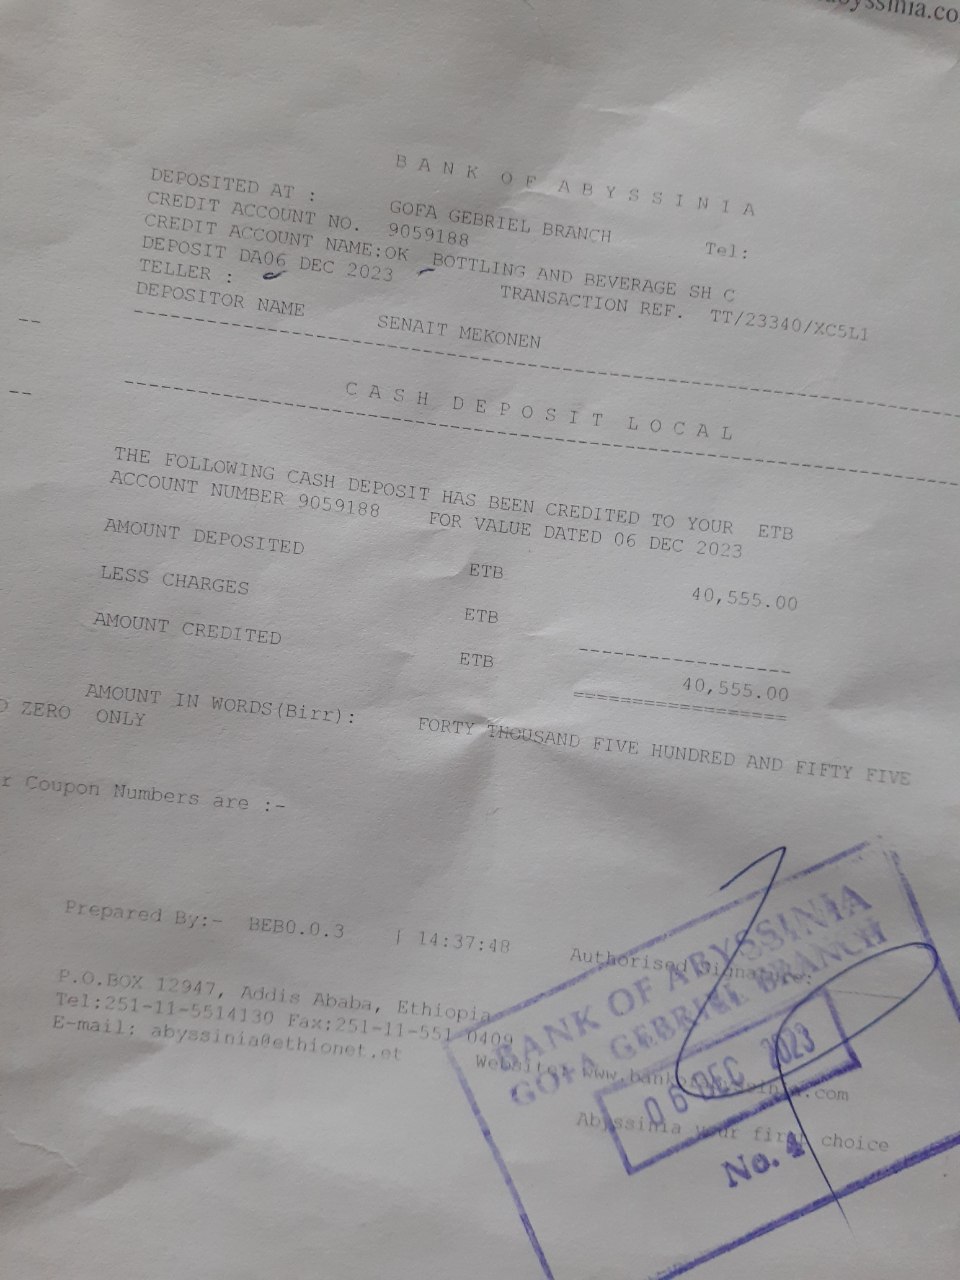 abyssinia.co
BANK OF ABYSSINIA
DEPOSITED AT : GOFA GEBRIEL BRANCH Tel:
CREDIT ACCOUNT NO. 9059188
CREDIT ACCOUNT NAME:OK BOTTLING AND BEVERAGE SH C
DEPOSIT DA06 DEC 2023 TRANSACTION REF. TT/23340/XC5L1
TELLER :
DEPOSITOR NAME SENAIT MEKONEN
CASH DEPOSIT LOCAL
THE FOLLOWING CASH DEPOSIT HAS BEEN CREDITED TO YOUR ETB
ACCOUNT NUMBER 9059188 FOR VALUE DATED 06 DEC 2023
AMOUNT DEPOSITED ETB 40,555.00
LESS CHARGES ETB
AMOUNT CREDITED ETB 40,555.00
AMOUNT IN WORDS(Birr): FORTY THOUSAND FIVE HUNDRED AND FIFTY FIVE
ZERO ONLY
Coupon Numbers are :-
Prepared By:- BEB0.0.3 | 14:37:48 Authorised Signature:
P.O.BOX 12947, Addis Ababa, Ethiopia
Tel:251-11-5514130 Fax:251-11-551 0409
E-mail: abyssinia@ethionet.et Website:
Abyssinia your first choice
BANK OF ABYSSINIA
GOFA GEBRIEL BRANCH
06 DEC 2023
No. 4